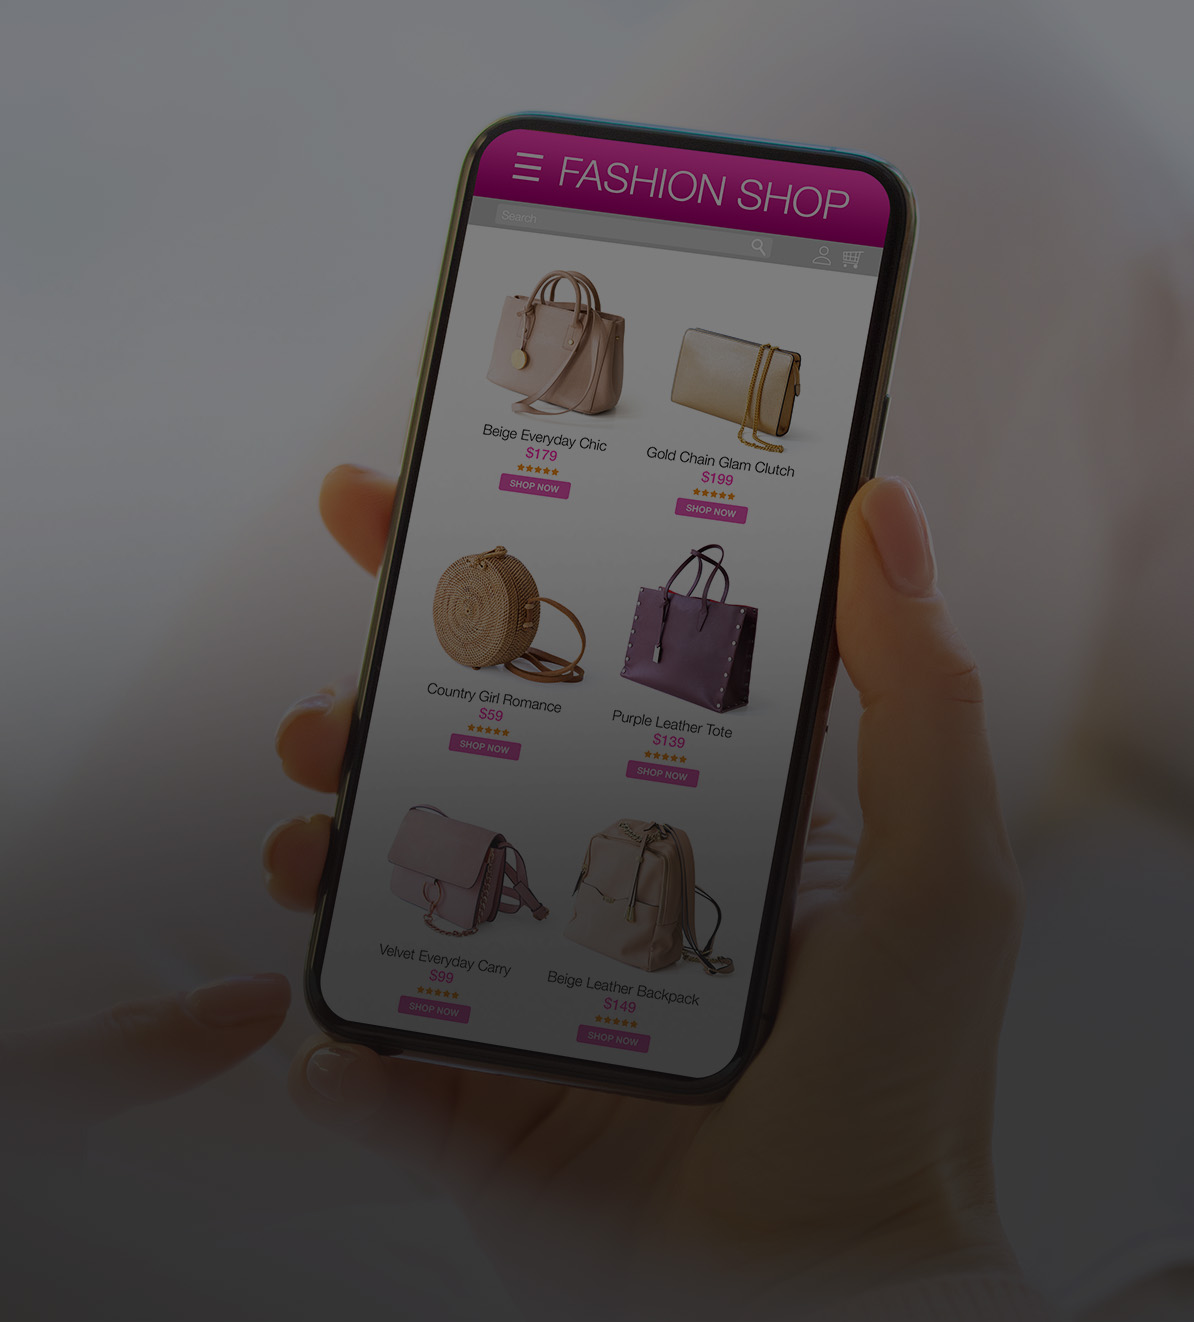 FASHION SHOP
Search
Beige Everyday Chic
$179
SHOP NOW
Gold Chain Glam Clutch
$199
SHOP NOW
Country Girl Romance
$59
SHOP NOW
Purple Leather Tote
$139
SHOP NOW
Velvet Everyday Carry
$99
SHOP NOW
Beige Leather Backpack
$149
SHOP NOW